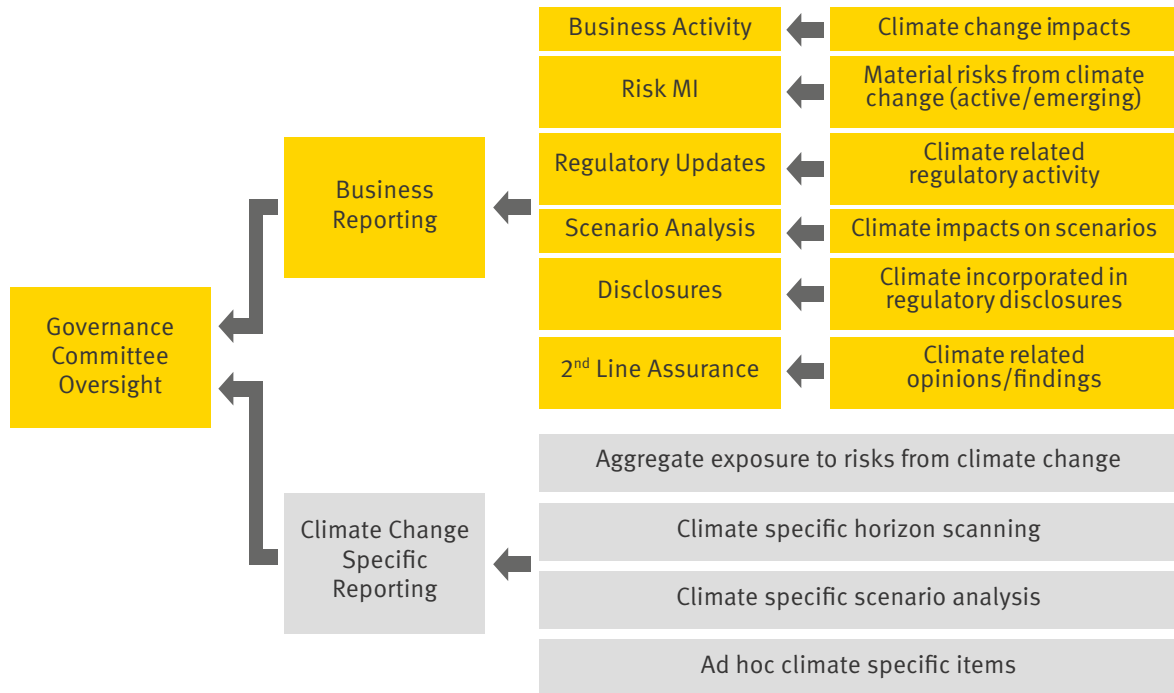 Business Activity
Climate change impacts
Risk MI
Material risks from climate
change (active/emerging)
Regulatory Updates
Climate related
regulatory activity
Business
Reporting
Scenario Analysis
Climate impacts on scenarios
Disclosures
Climate incorporated in
regulatory disclosures
Governance
Committee
Oversight
2nd Line Assurance
Climate related
opinions/findings
Aggregate exposure to risks from climate change
Climate Change
Specific
Reporting
Climate specific horizon scanning
Climate specific scenario analysis
Ad hoc climate specific items